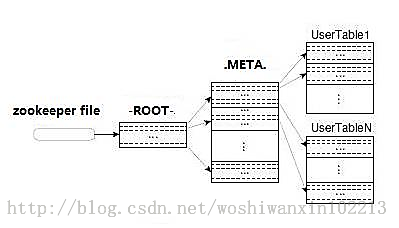 UserTable1
.META.
zookeeper file
-ROOT-
...
...
...
...
...
UserTableN
...
...
...
http://blog.csdn.net/woshiwanxin102213